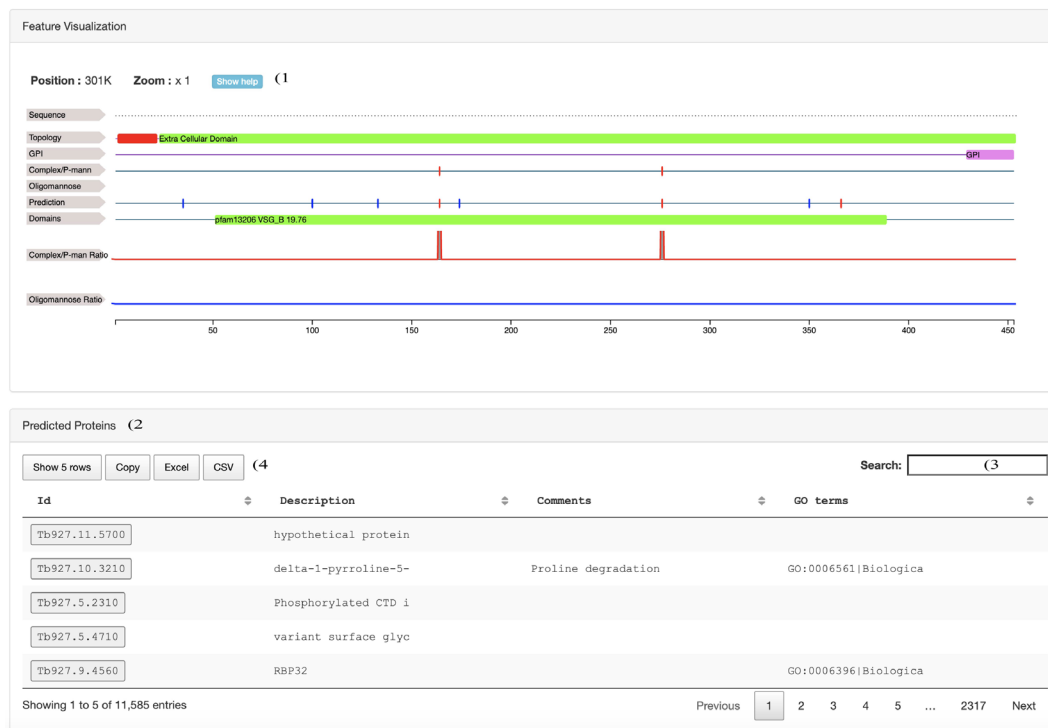 Feature Visualization
Position : 301K Zoom : x 1 Show help (1
Sequence
Topology Extra Cellular Domain
GPI GPI
Complex/P-mann
Oligomannose
Prediction
Domains pfam13206 VSG_B 19.76
Complex/P-man Ratio
Oligomannose Ratio
50 100 150 200 250 300 350 400 450
Predicted Proteins (2
Show 5 rows Copy Excel CSV (4 Search: (3
Id Description Comments GO terms
Tb927.11.5700 hypothetical protein
Tb927.10.3210 delta-1-pyrroline-5- Proline degradation GO:0006561|Biologica
Tb927.5.2310 Phosphorylated CTD i
Tb927.5.4710 variant surface glyc
Tb927.9.4560 RBP32 GO:0006396|Biologica
Showing 1 to 5 of 11,585 entries Previous 1 2 3 4 5 ... 2317 Next